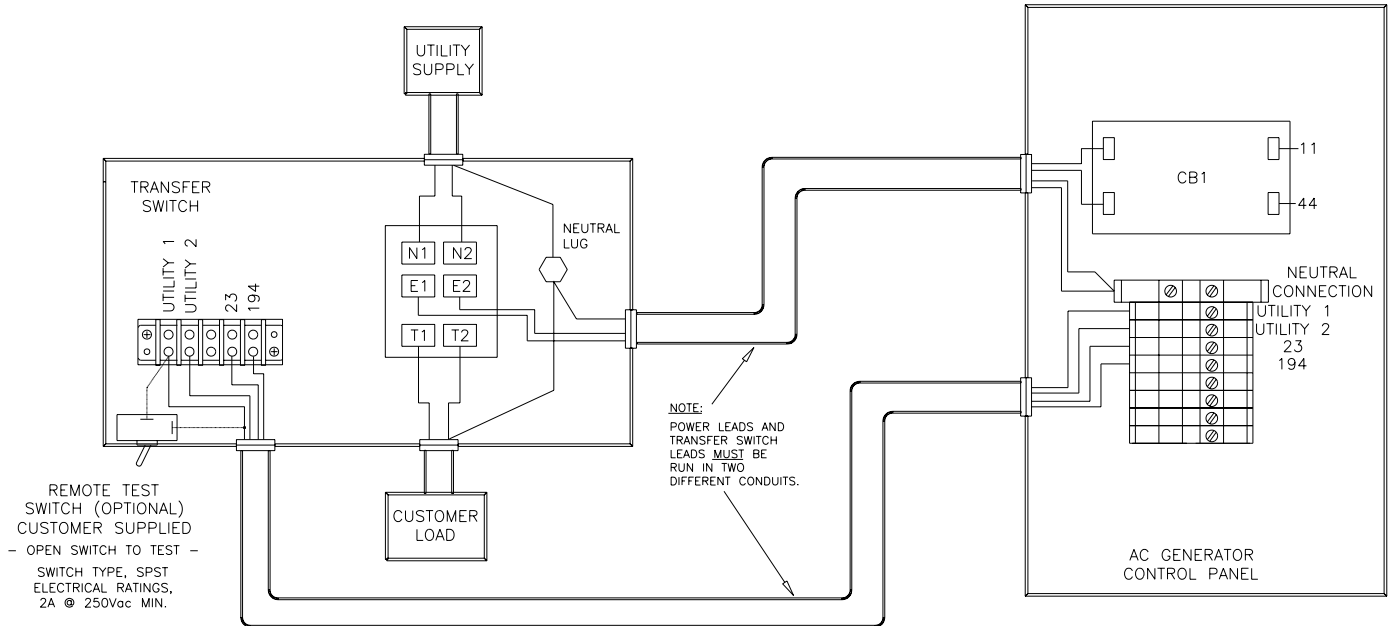 UTILITY
SUPPLY
TRANSFER
SWITCH
UTILITY 1
UTILITY 2
23
194
N1
N2
E1
E2
T1
T2
NEUTRAL
LUG
CB1
11
44
NEUTRAL
CONNECTION
UTILITY 1
UTILITY 2
23
194
NOTE:
POWER LEADS AND
TRANSFER SWITCH
LEADS MUST BE
RUN IN TWO
DIFFERENT CONDUITS.
REMOTE TEST
SWITCH (OPTIONAL)
CUSTOMER SUPPLIED
– OPEN SWITCH TO TEST –
SWITCH TYPE, SPST
ELECTRICAL RATINGS,
2A @ 250Vac MIN.
CUSTOMER
LOAD
AC GENERATOR
CONTROL PANEL